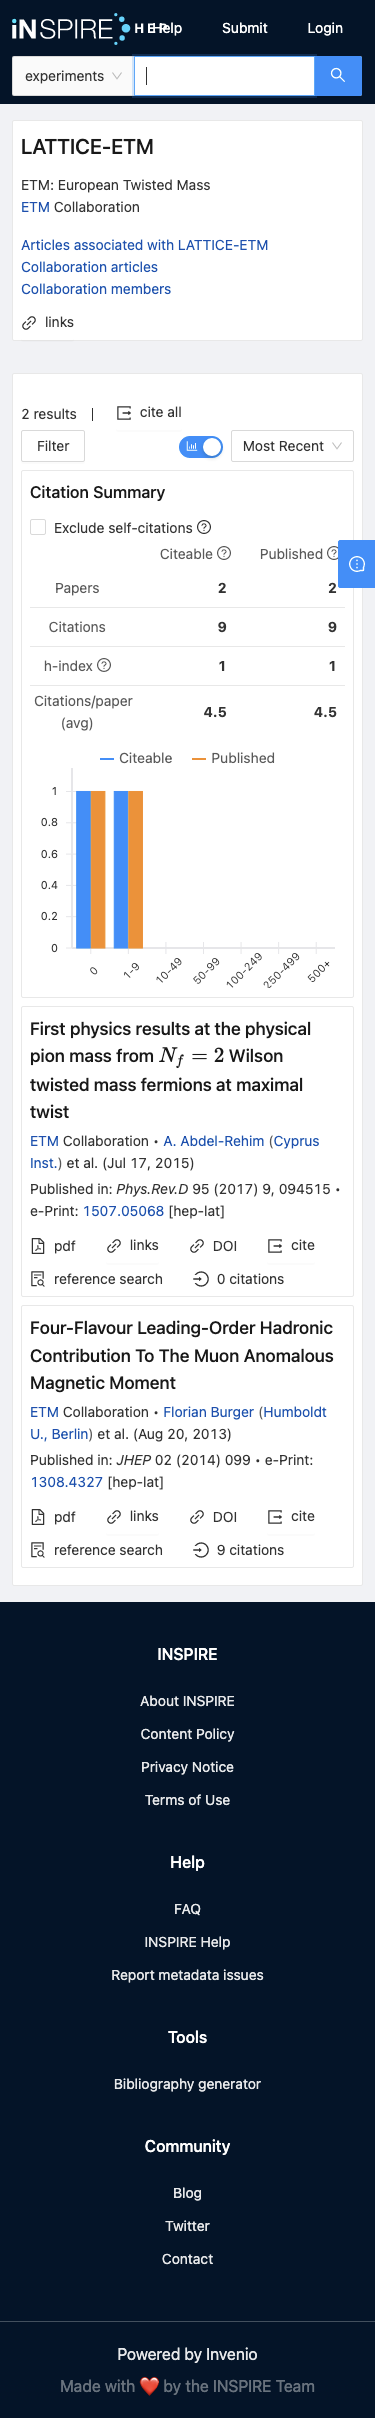 iNSPIRE HEP Help Submit Login
experiments
LATTICE-ETM
ETM: European Twisted Mass
ETM Collaboration
Articles associated with LATTICE-ETM
Collaboration articles
Collaboration members
links
2 results | cite all
Filter Most Recent
Citation Summary
Exclude self-citations
Citeable Published
Papers 2 2
Citations 9 9
h-index 1 1
Citations/paper
(avg) 4.5 4.5
Citeable Published
1
0.8
0.6
0.4
0.2
0
0 1-9 10-49 50-99 100-249 250-499 500+
First physics results at the physical
pion mass from N_f = 2 Wilson
twisted mass fermions at maximal
twist
ETM Collaboration • A. Abdel-Rehim (Cyprus
Inst.) et al. (Jul 17, 2015)
Published in: Phys.Rev.D 95 (2017) 9, 094515 •
e-Print: 1507.05068 [hep-lat]
pdf links DOI cite
reference search 0 citations
Four-Flavour Leading-Order Hadronic
Contribution To The Muon Anomalous
Magnetic Moment
ETM Collaboration • Florian Burger (Humboldt
U., Berlin) et al. (Aug 20, 2013)
Published in: JHEP 02 (2014) 099 • e-Print:
1308.4327 [hep-lat]
pdf links DOI cite
reference search 9 citations
INSPIRE
About INSPIRE
Content Policy
Privacy Notice
Terms of Use
Help
FAQ
INSPIRE Help
Report metadata issues
Tools
Bibliography generator
Community
Blog
Twitter
Contact
Powered by Invenio
Made with ❤️ by the INSPIRE Team